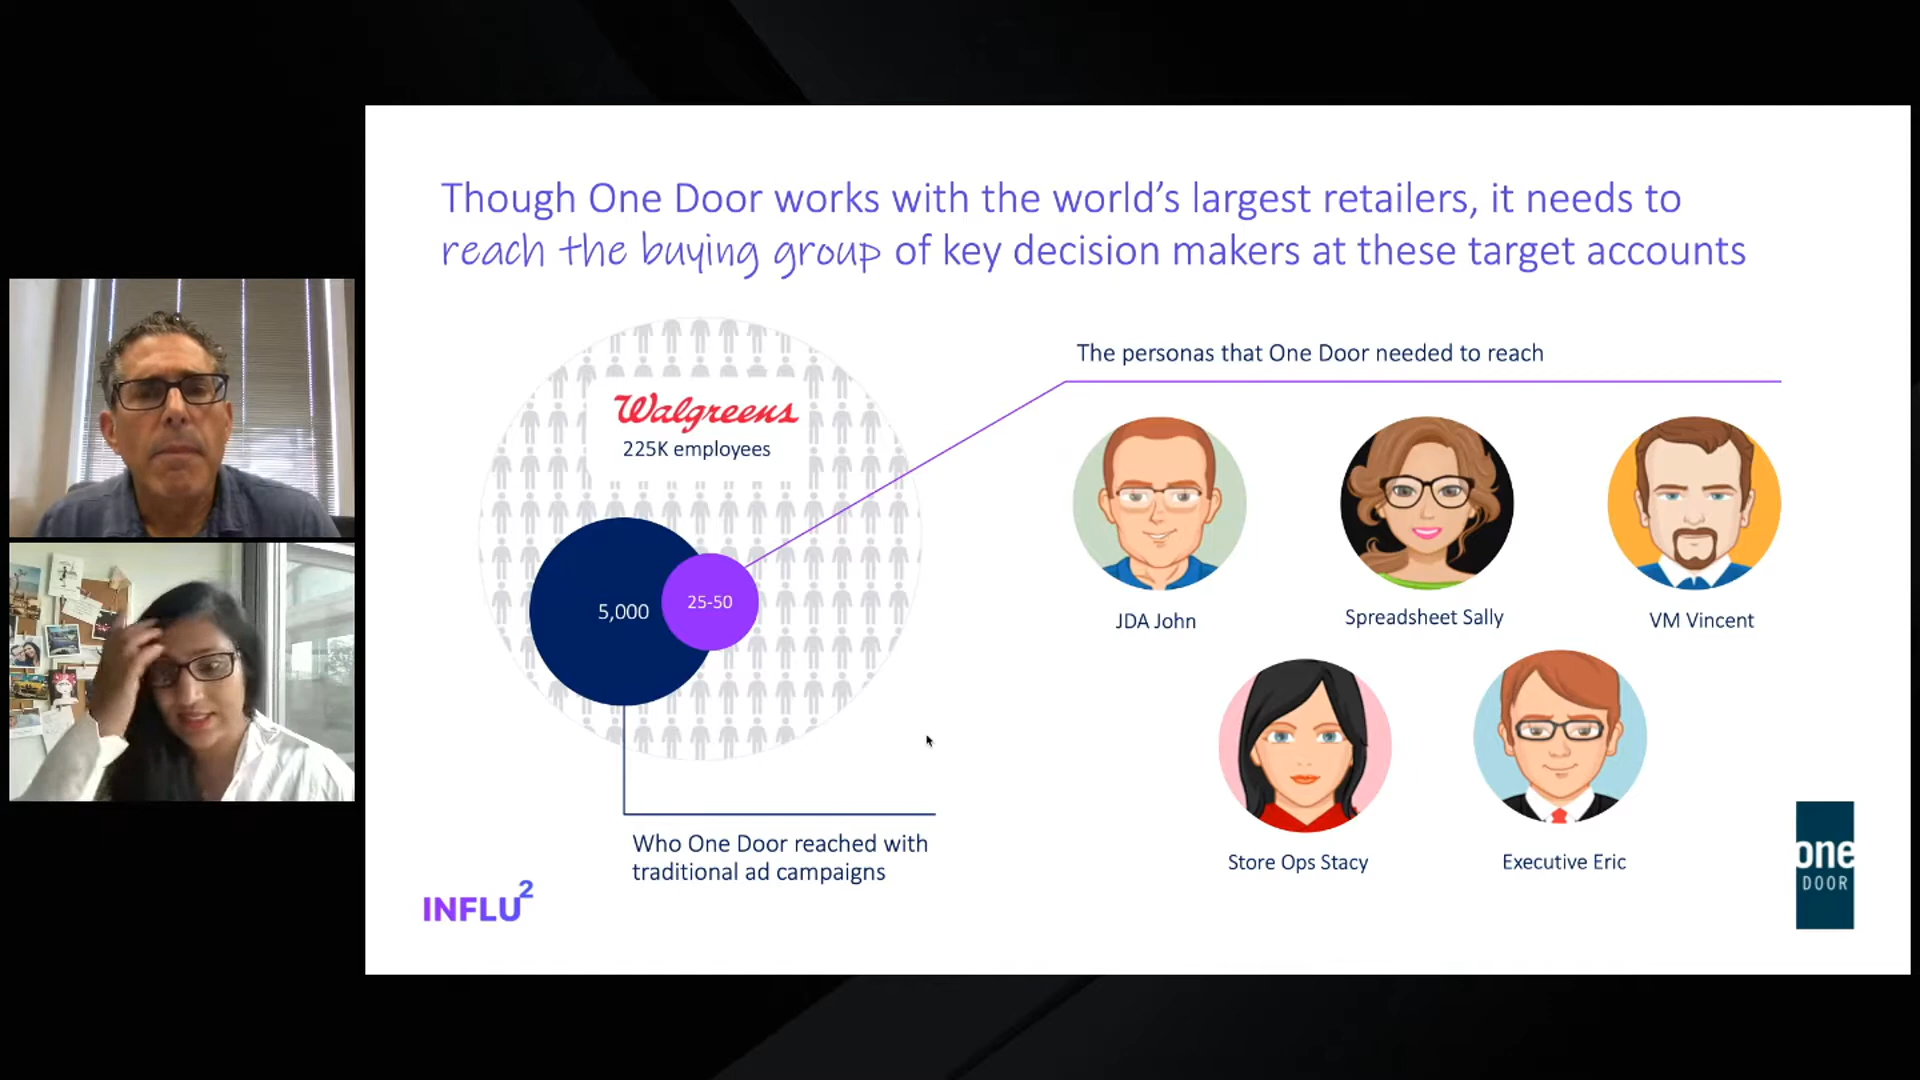 Though One Door works with the world's largest retailers, it needs to
reach the buying group of key decision makers at these target accounts
The personas that One Door needed to reach
Walgreens
225K employees
5,000
25-50
JDA John
Spreadsheet Sally
VM Vincent
Store Ops Stacy
Executive Eric
Who One Door reached with
traditional ad campaigns
INFLU2
one
DOOR